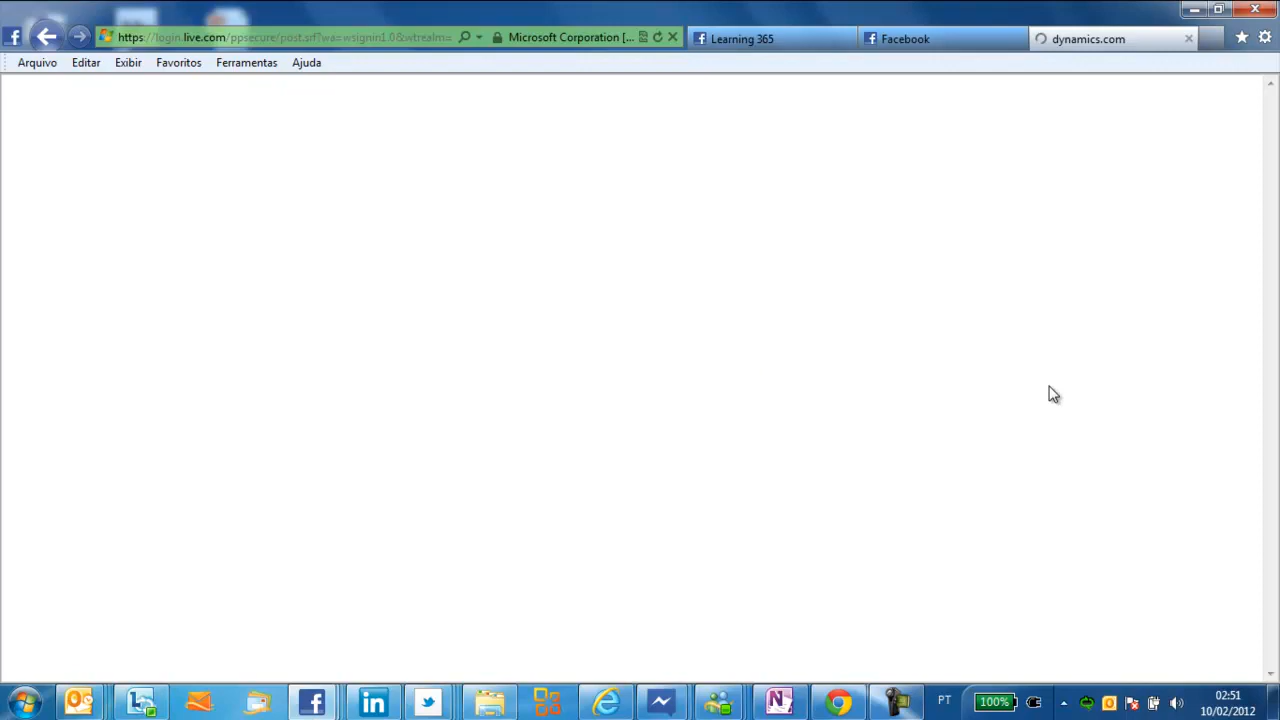 https://login.live.com/ppsecure/post.srf?wa=wsignin1.0&wtrealm=
Microsoft Corporation [...
Learning 365
Facebook
dynamics.com
Arquivo
Editar
Exibir
Favoritos
Ferramentas
Ajuda
PT
100%
02:51
10/02/2012